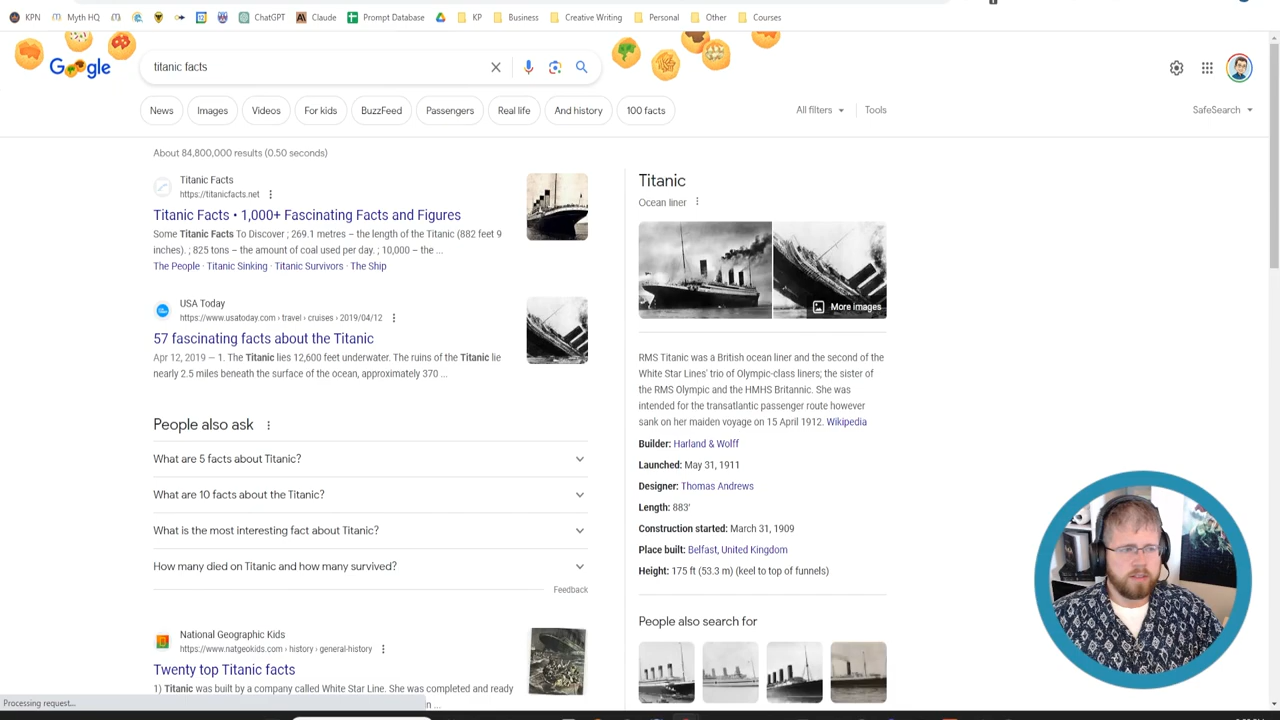 KPN Myth HQ ChatGPT Claude Prompt Database KP Business Creative Writing Personal Other Courses
Google
titanic facts
News Images Videos For kids BuzzFeed Passengers Real life And history 100 facts All filters Tools SafeSearch
About 84,800,000 results (0.50 seconds)
Titanic Facts
https://titanicfacts.net
Titanic Facts • 1,000+ Fascinating Facts and Figures
Some Titanic Facts To Discover ; 269.1 metres – the length of the Titanic (882 feet 9
inches). ; 825 tons – the amount of coal used per day. ; 10,000 – the ...
The People · Titanic Sinking · Titanic Survivors · The Ship
USA Today
https://www.usatoday.com › travel › cruises › 2019/04/12
57 fascinating facts about the Titanic
Apr 12, 2019 — 1. The Titanic lies 12,600 feet underwater. The ruins of the Titanic lie
nearly 2.5 miles beneath the surface of the ocean, approximately 370 ...
People also ask
What are 5 facts about Titanic?
What are 10 facts about the Titanic?
What is the most interesting fact about Titanic?
How many died on Titanic and how many survived?
Feedback
National Geographic Kids
https://www.natgeokids.com › history › general-history
Twenty top Titanic facts
1) Titanic was built by a company called White Star Line. She was completed and ready
n ...
Processing request...
Titanic
Ocean liner
More images
RMS Titanic was a British ocean liner and the second of the
White Star Lines' trio of Olympic-class liners; the sister of
the RMS Olympic and the HMHS Britannic. She was
intended for the transatlantic passenger route however
sank on her maiden voyage on 15 April 1912. Wikipedia
Builder: Harland & Wolff
Launched: May 31, 1911
Designer: Thomas Andrews
Length: 883'
Construction started: March 31, 1909
Place built: Belfast, United Kingdom
Height: 175 ft (53.3 m) (keel to top of funnels)
People also search for